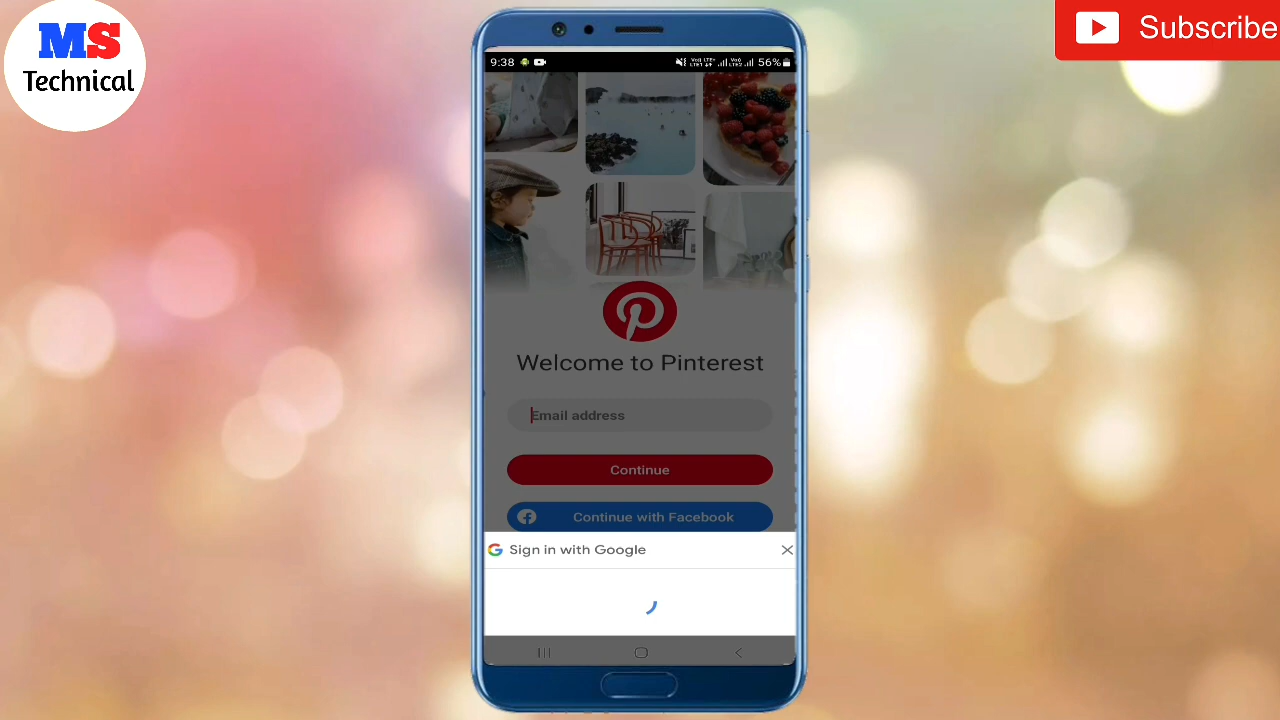 MS
Technical
Subscribe
9:38
56%
Welcome to Pinterest
Email address
Continue
Continue with Facebook
Sign in with Google